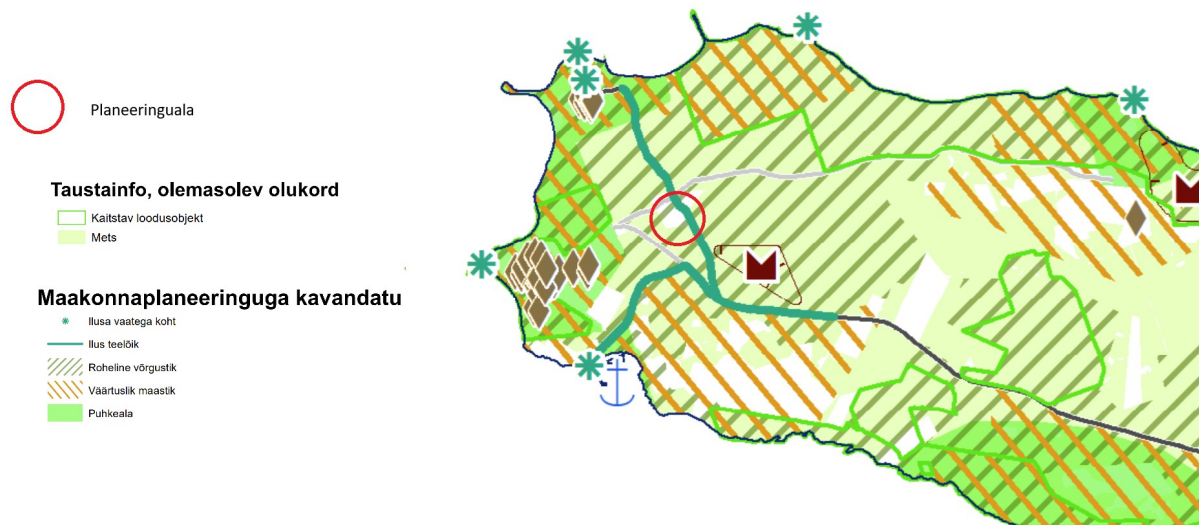 Planeeringuala
Taustainfo, olemasolev olukord
Kaitstav loodusobjekt
Mets
Maakonnaplaneeringuga kavandatu
Ilusa vaatega koht
Ilus teelõik
Roheline võrgustik
Väärtuslik maastik
Puhkeala